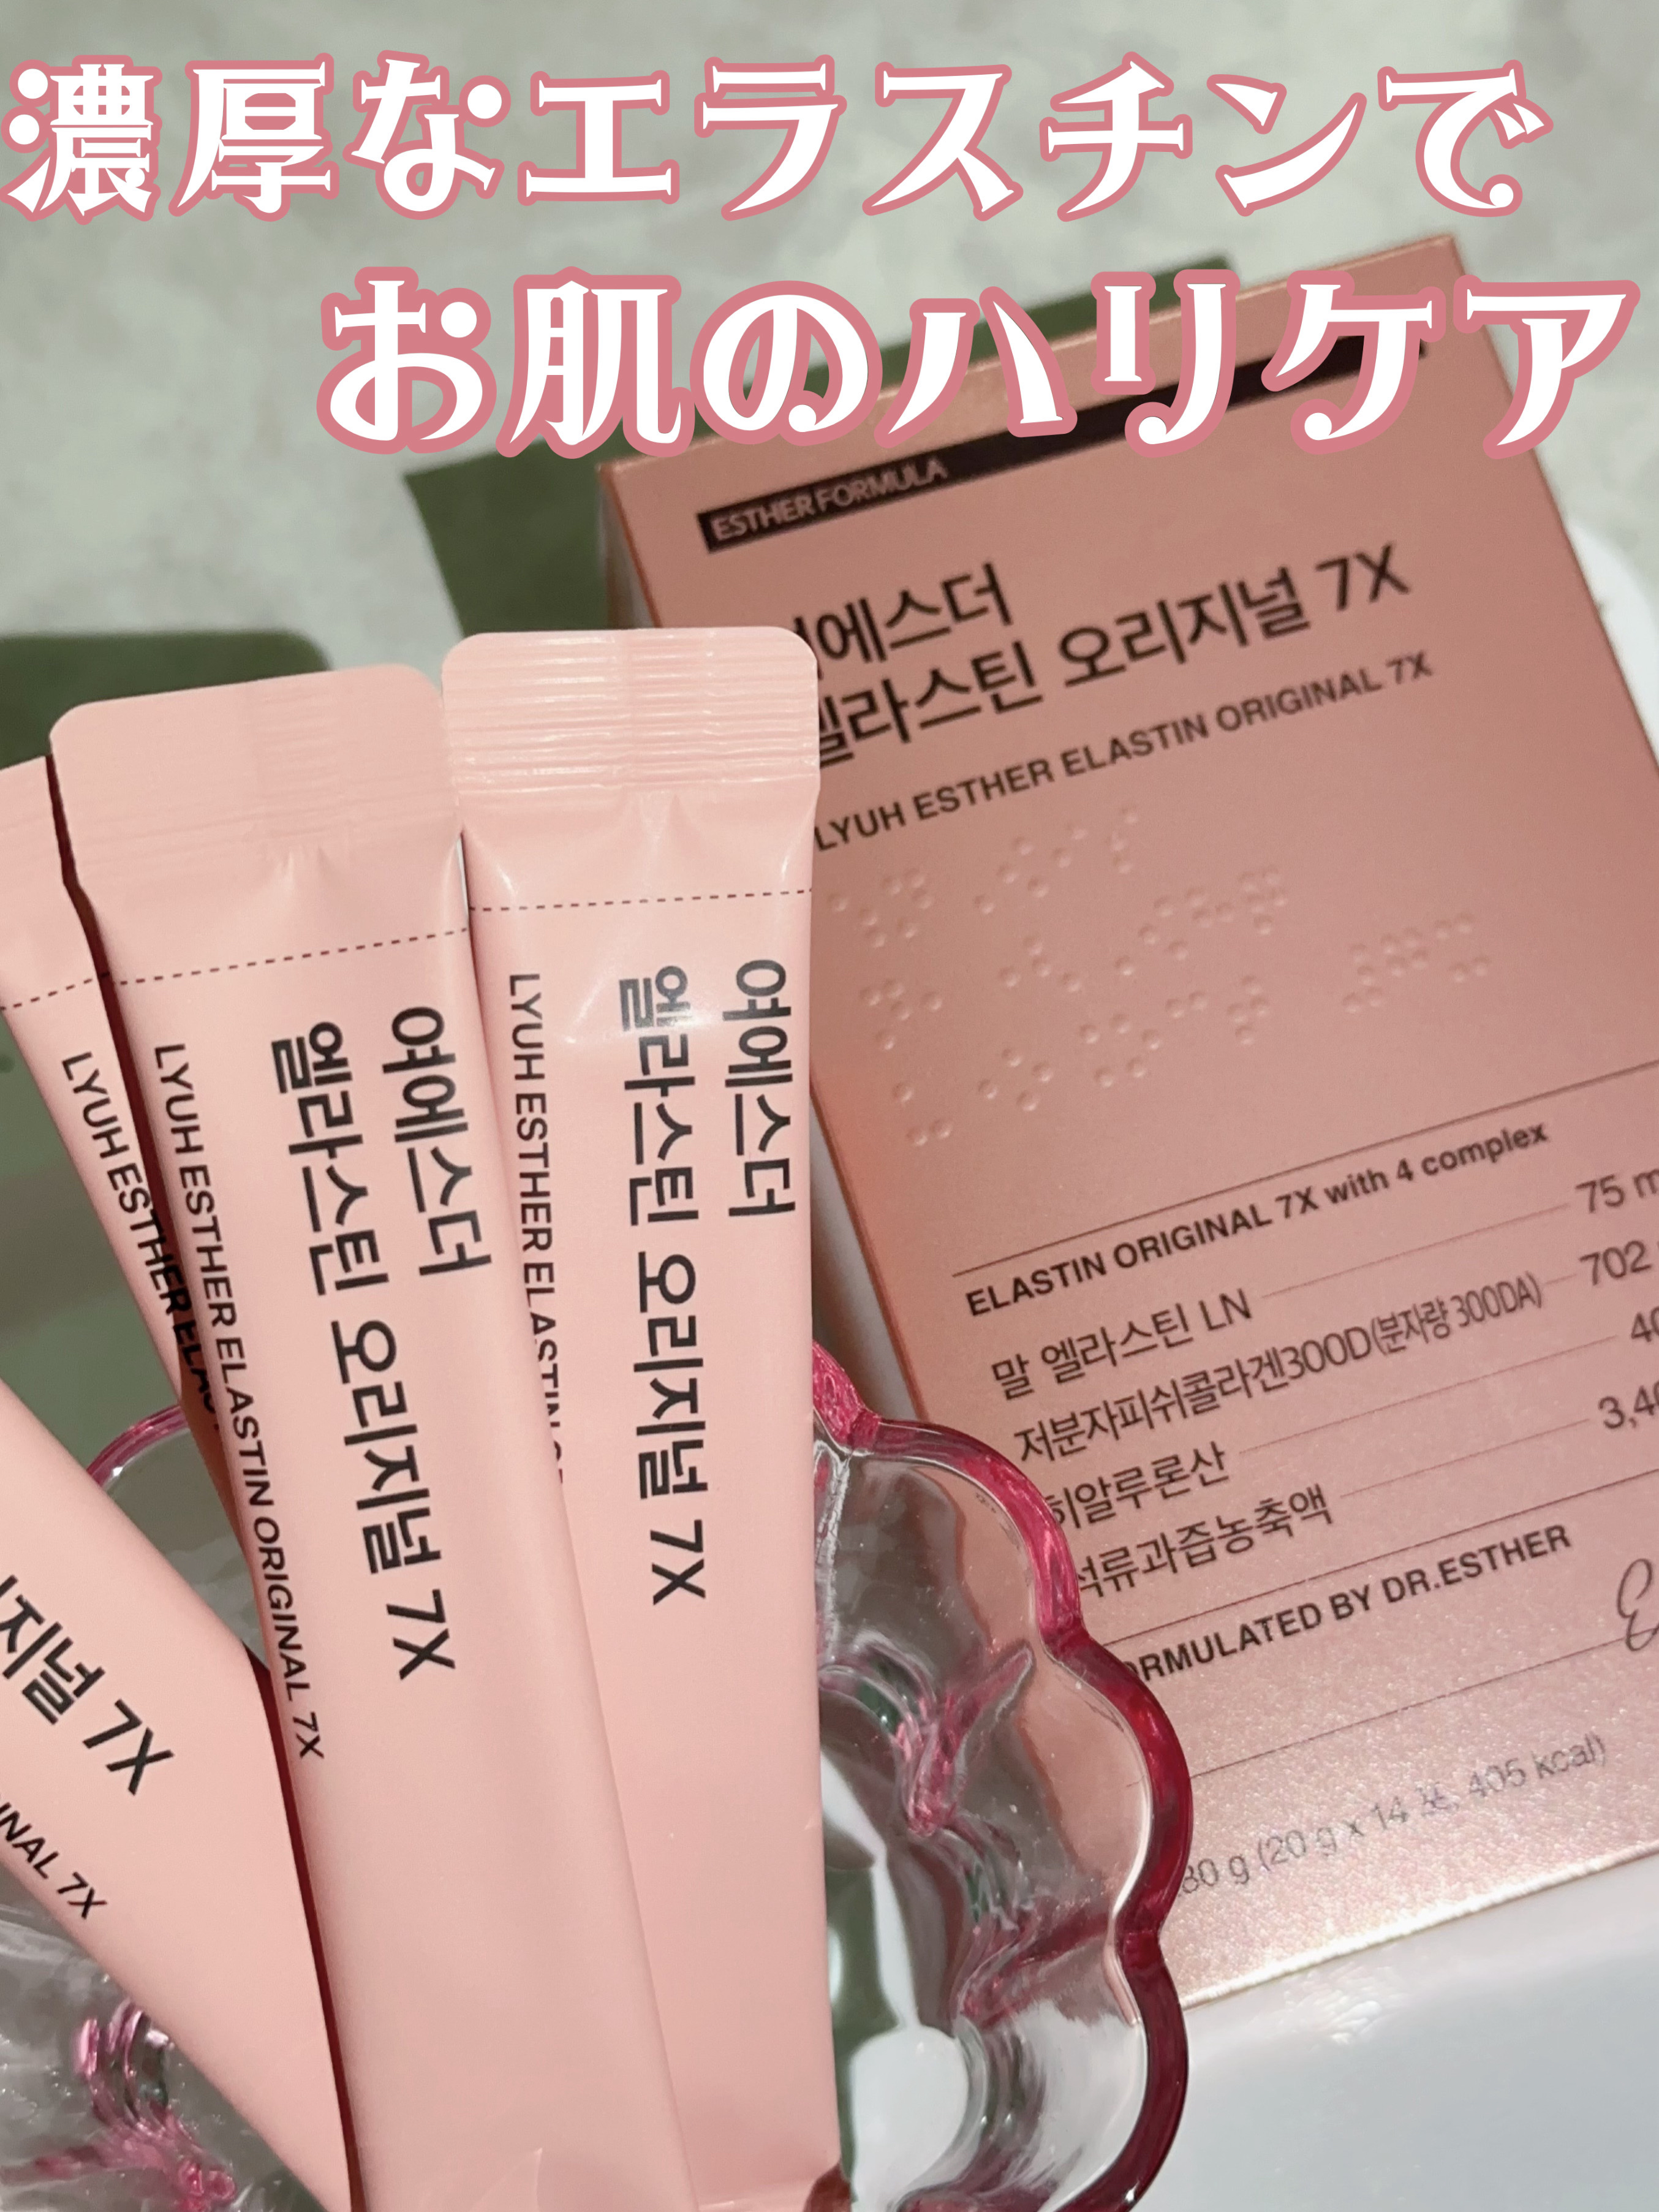 濃厚なエラスチンで
お肌のハリケア
ESTHER FORMULA
여에스더
엘라스틴 오리지널 7X
LYUH ESTHER ELASTIN ORIGINAL 7X
ELASTIN ORIGINAL 7X with 4 complex
말 엘라스틴 LN 75
저분자피쉬콜라겐300D(분자량 300DA) 702
히알루론산
석류과즙농축액
FORMULATED BY DR.ESTHER
(20 g x 14 포, 405 kcal)
여에스더
엘라스틴 오리지널 7X
LYUH ESTHER ELASTIN
여에스더
엘라스틴 오리지널 7X
LYUH ESTHER ELASTIN ORIGINAL 7X
LYUH ESTHER
지널 7X
7X